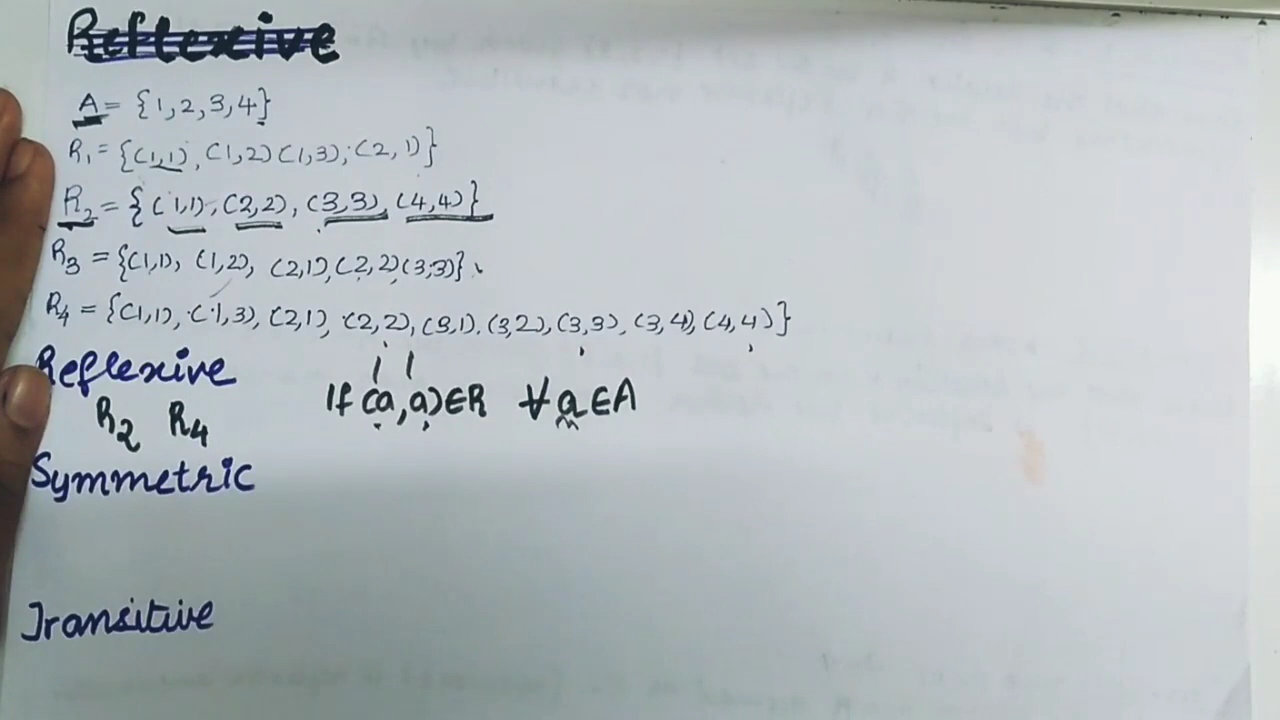 Reflexive
A = {1,2,3,4}
R1 = {(1,1), (1,2) (1,3), (2,1)}
R2 = {(1,1), (2,2), (3,3), (4,4)}
R3 = {(1,1), (1,2), (2,1), (2,2) (3,3)}
R4 = {(1,1), (1,3), (2,1), (2,2), (3,1), (3,2), (3,3), (3,4), (4,4)}
Reflexive
If (a,a)∈R ∀ a∈A
R2 R4
Symmetric
Transitive